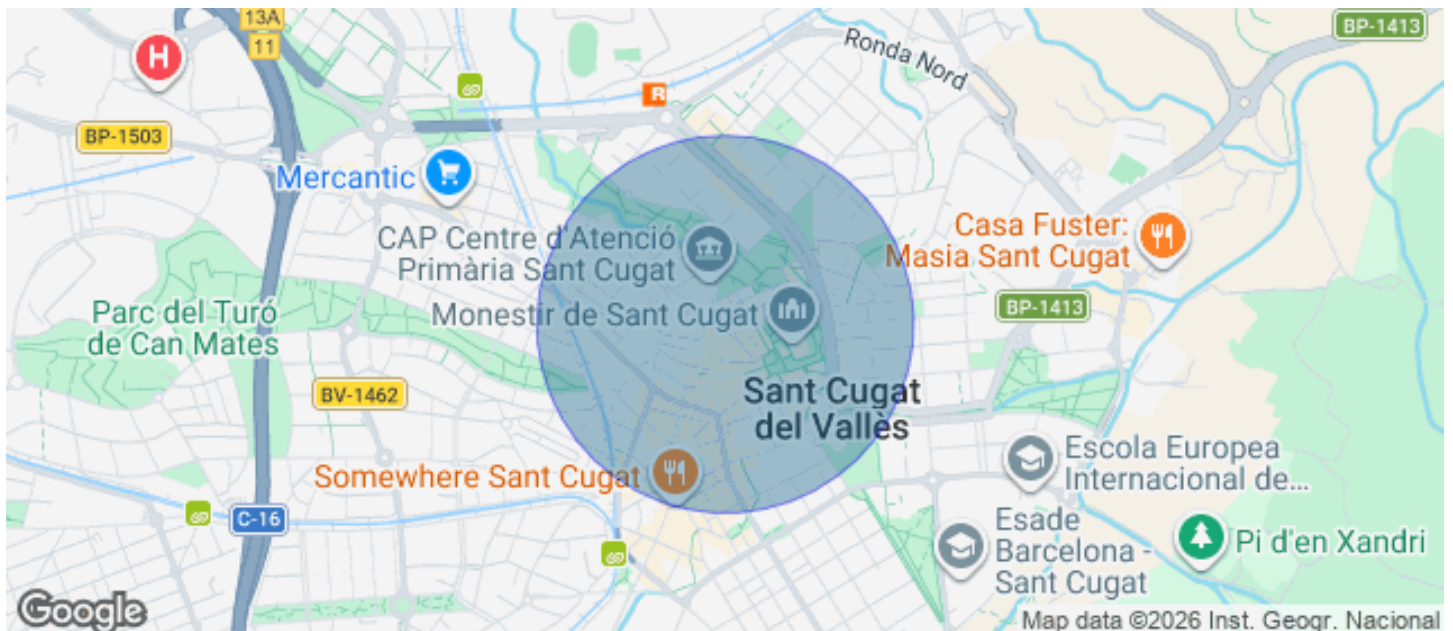 13A
11
H
BP-1503
R
Ronda Nord
BP-1413
Mercantic
CAP Centre d'Atenció
Primària Sant Cugat
Casa Fuster:
Masia Sant Cugat
Monestir de Sant Cugat
BP-1413
Parc del Turó
de Can Mates
BV-1462
Sant Cugat
del Vallès
Somewhere Sant Cugat
Escola Europea
Internacional de...
C-16
Esade
Barcelona -
Sant Cugat
Pi d'en Xandri
Google
Map data ©2026 Inst. Geogr. Nacional